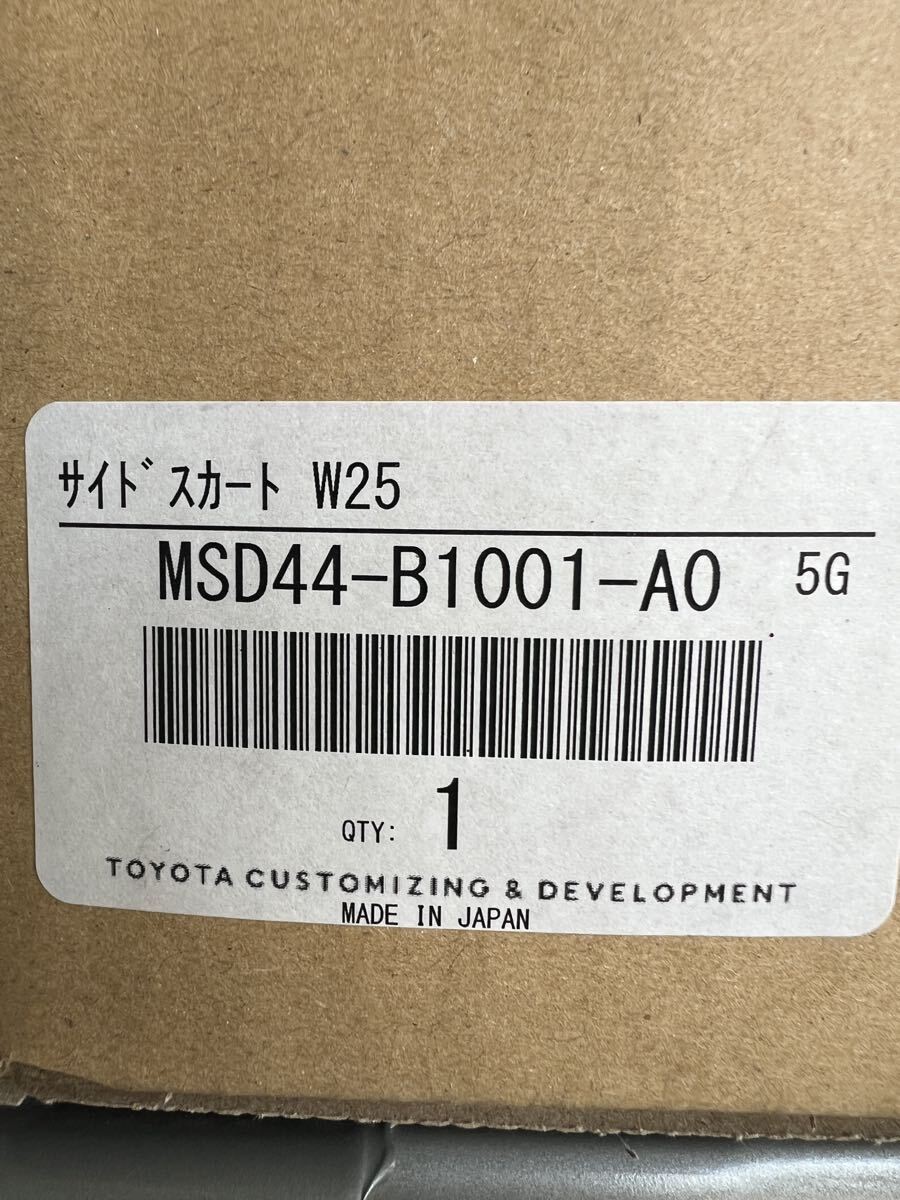 ｻｲﾄﾞｽｶｰﾄ W25
MSD44-B1001-A0 5G
QTY: 1
TOYOTA CUSTOMIZING & DEVELOPMENT
MADE IN JAPAN